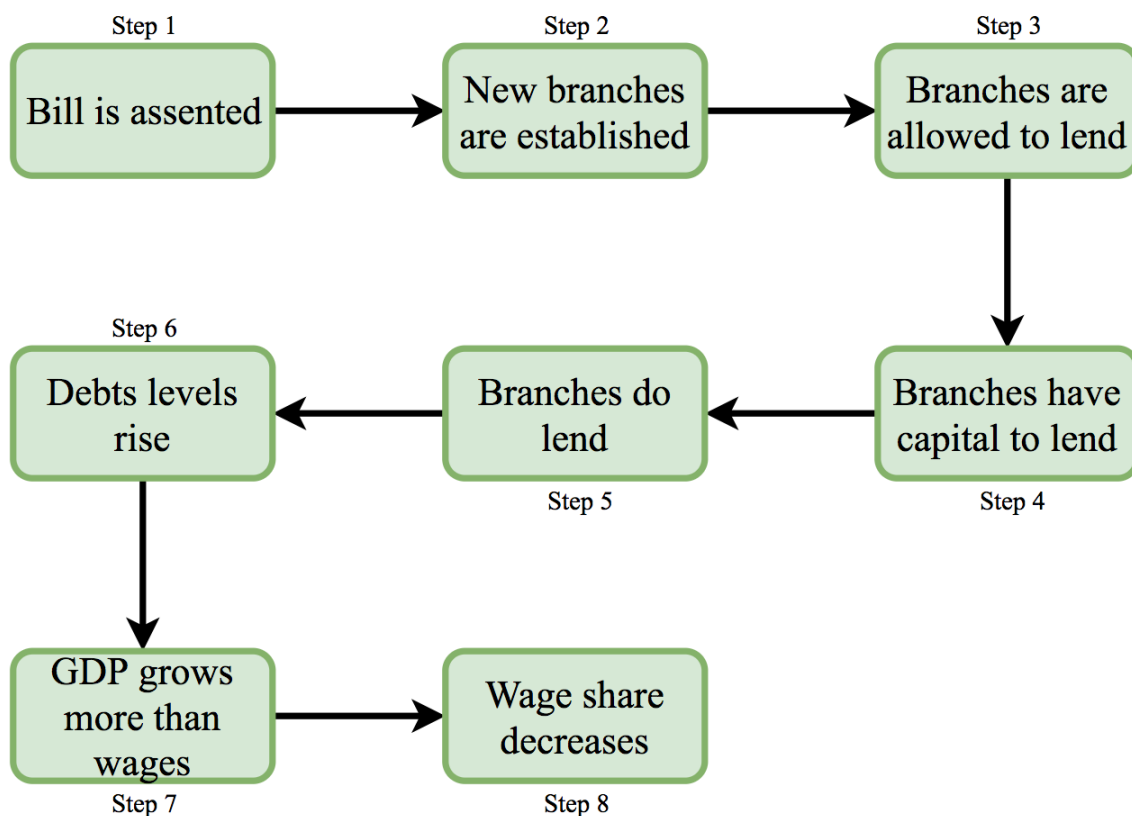 Step 1
Bill is assented
Step 2
New branches
are established
Step 3
Branches are
allowed to lend
Branches have
capital to lend
Step 4
Branches do
lend
Step 5
Step 6
Debts levels
rise
GDP grows
more than
wages
Step 7
Wage share
decreases
Step 8